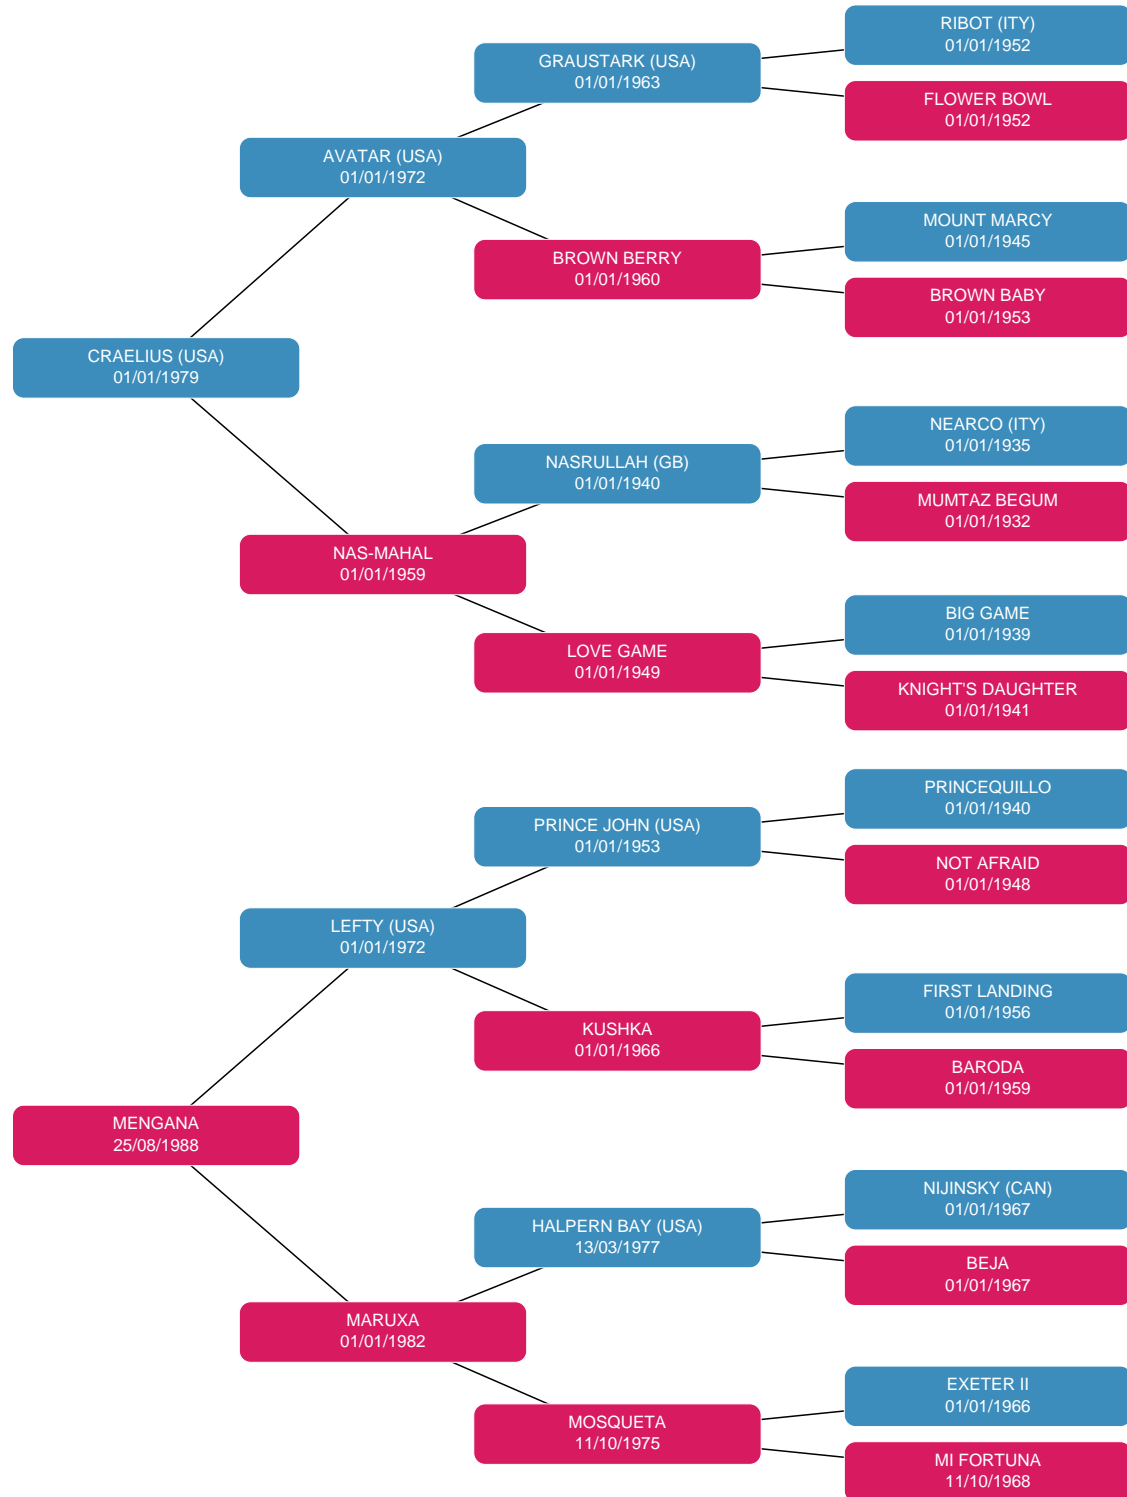 RIBOT (ITY)
01/01/1952
GRAUSTARK (USA)
01/01/1963
FLOWER BOWL
01/01/1952
AVATAR (USA)
01/01/1972
MOUNT MARCY
01/01/1945
BROWN BERRY
01/01/1960
BROWN BABY
01/01/1953
CRAELIUS (USA)
01/01/1979
NEARCO (ITY)
01/01/1935
NASRULLAH (GB)
01/01/1940
MUMTAZ BEGUM
01/01/1932
NAS-MAHAL
01/01/1959
BIG GAME
01/01/1939
LOVE GAME
01/01/1949
KNIGHT'S DAUGHTER
01/01/1941
PRINCEQUILLO
01/01/1940
PRINCE JOHN (USA)
01/01/1953
NOT AFRAID
01/01/1948
LEFTY (USA)
01/01/1972
FIRST LANDING
01/01/1956
KUSHKA
01/01/1966
BARODA
01/01/1959
MENGANA
25/08/1988
NIJINSKY (CAN)
01/01/1967
HALPERN BAY (USA)
13/03/1977
BEJA
01/01/1967
MARUXA
01/01/1982
EXETER II
01/01/1966
MOSQUETA
11/10/1975
MI FORTUNA
11/10/1968